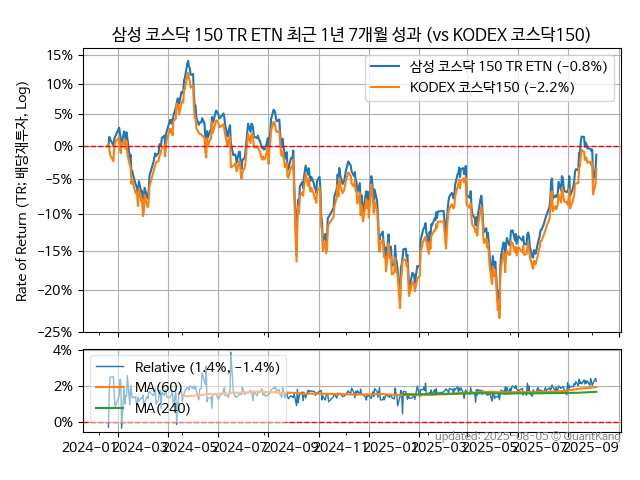 삼성 코스닥 150 TR ETN 최근 1년 7개월 성과 (vs KODEX 코스닥150)
Rate of Return (TR: 배당재투자, Log)
15%
10%
5%
0%
−5%
−10%
−15%
−20%
−25%
삼성 코스닥 150 TR ETN (−0.8%)
KODEX 코스닥150 (−2.2%)
4%
2%
0%
Relative (1.4%, −1.4%)
MA(60)
MA(240)
updated: 2025-08-05 © QuantKang
2024-01
2024-03
2024-05
2024-07
2024-09
2024-11
2025-01
2025-03
2025-05
2025-07
2025-09